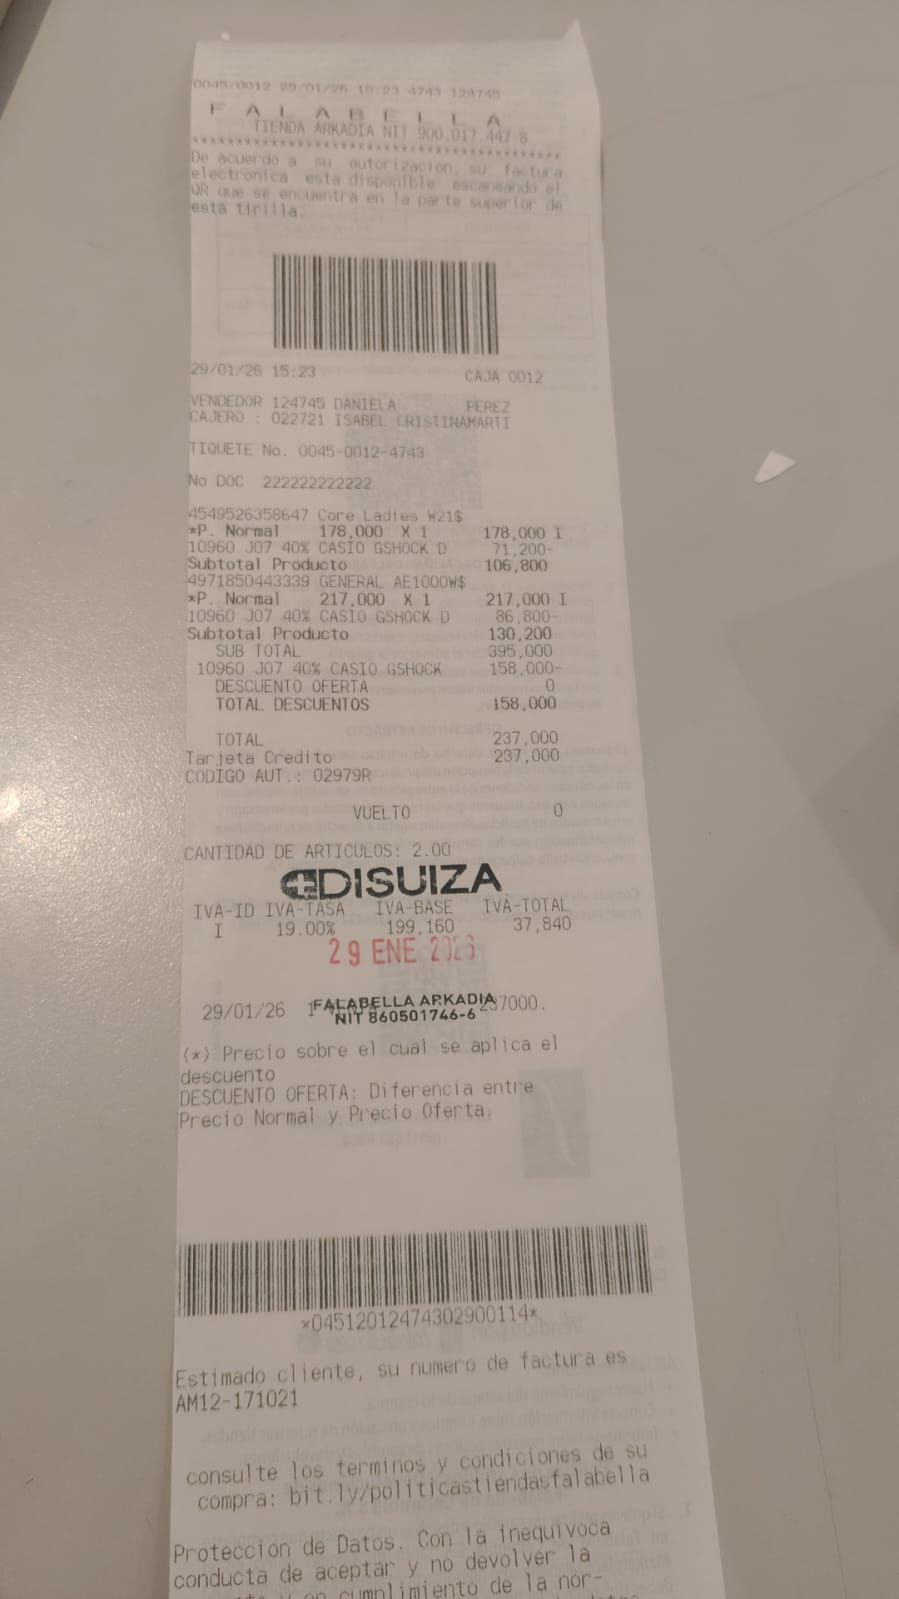 0045/0012 29/01/26 15:23 4743 124745
F A L A B E L L A
TIENDA ARKADIA NIT 900.017.447-8
******************************************
De acuerdo a su autorizacion, su factura
electronica esta disponible escaneando el
QR que se encuentra en la parte superior de
esta tirilla.
29/01/26 15:23 CAJA 0012
VENDEDOR 124745 DANIELA PEREZ
CAJERO : 022721 ISABEL CRISTINAMARTI
TIQUETE No. 0045-0012-4743
No DOC 222222222222
4549526358647 Core Ladies W21$
*P. Normal 178,000 X 1 178,000 I
10960 J07 40% CASIO GSHOCK D 71,200-
Subtotal Producto 106,800
4971850443339 GENERAL AE1000W$
*P. Normal 217,000 X 1 217,000 I
10960 J07 40% CASIO GSHOCK D 86,800-
Subtotal Producto 130,200
SUB TOTAL 395,000
10960 J07 40% CASIO GSHOCK 158,000-
DESCUENTO OFERTA 0
TOTAL DESCUENTOS 158,000
TOTAL 237,000
Tarjeta Credito 237,000
CODIGO AUT.: 02979R
VUELTO 0
CANTIDAD DE ARTICULOS: 2.00
DISUIZA
IVA-ID IVA-TASA IVA-BASE IVA-TOTAL
I 19.00% 199,160 37,840
29 ENE 2026
29/01/26 237000.
FALABELLA ARKADIA
NIT 860501746-6
(*) Precio sobre el cual se aplica el
descuento
DESCUENTO OFERTA: Diferencia entre
Precio Normal y Precio Oferta.
*04512012474302900114*
Estimado cliente, su numero de factura es
AM12-171021
consulte los terminos y condiciones de su
compra: bit.ly/politicastiendasfalabella
Proteccion de Datos. Con la inequivoca
conducta de aceptar y no devolver la
en cumplimiento de la nor-